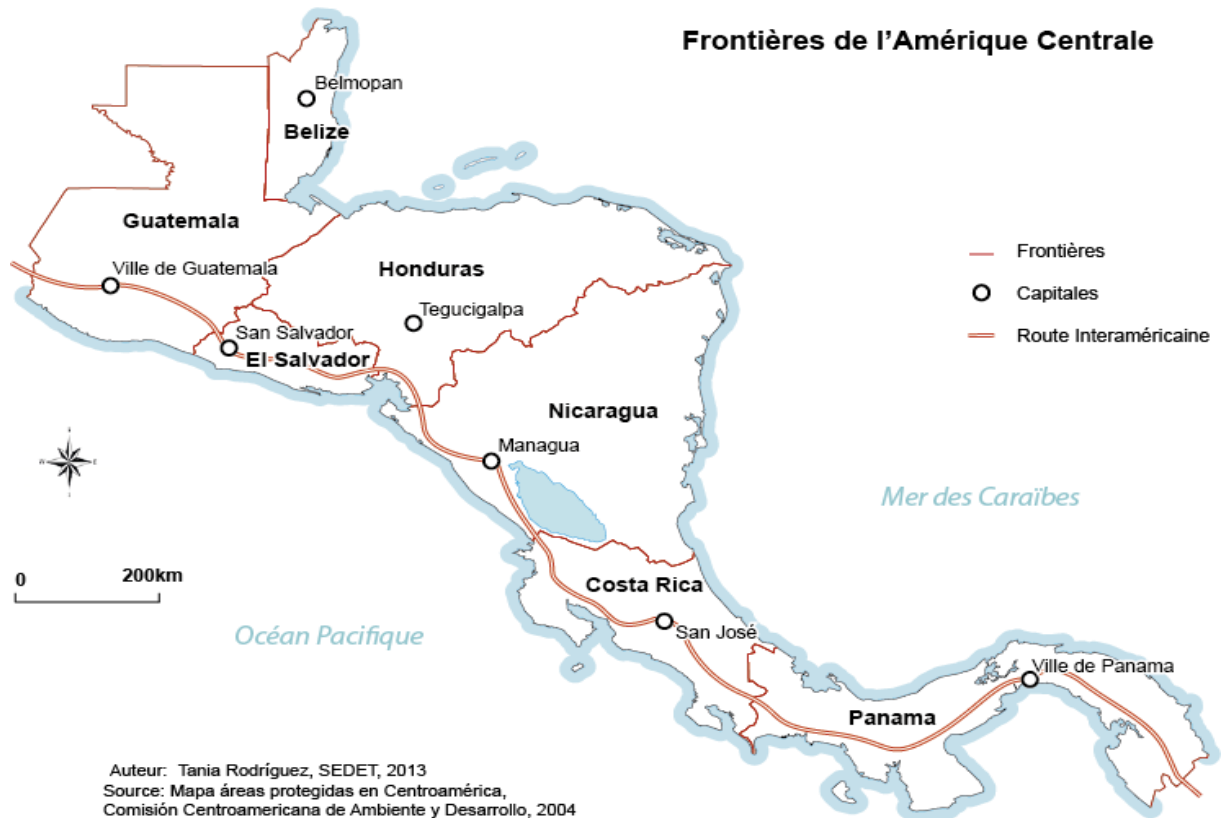 Frontières de l'Amérique Centrale
Belmopan
Belize
Guatemala
Ville de Guatemala
Honduras
Tegucigalpa
San Salvador
El Salvador
Frontières
Capitales
Route Interaméricaine
Nicaragua
Managua
Mer des Caraïbes
0 200km
Costa Rica
San José
Océan Pacifique
Ville de Panama
Panama
Auteur: Tania Rodríguez, SEDET, 2013
Source: Mapa áreas protegidas en Centroamérica,
Comisión Centroamericana de Ambiente y Desarrollo, 2004